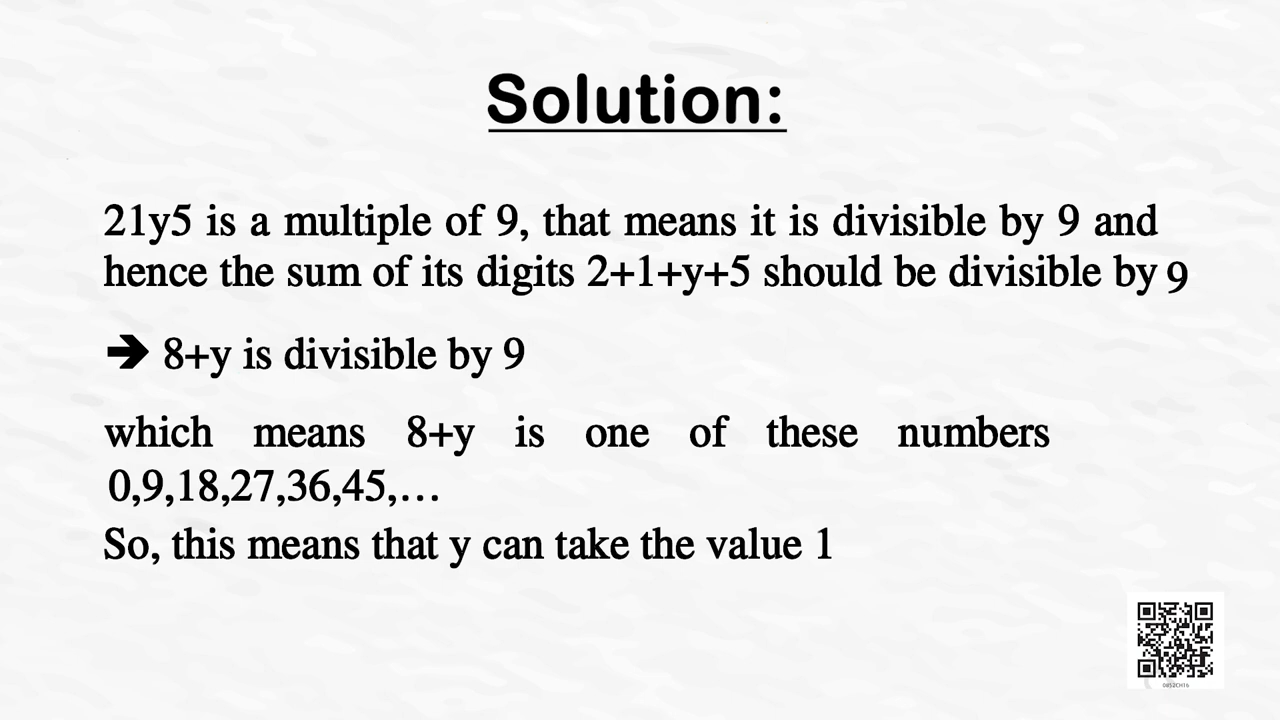 Solution:
21y5 is a multiple of 9, that means it is divisible by 9 and
hence the sum of its digits 2+1+y+5 should be divisible by 9
➔ 8+y is divisible by 9
which means 8+y is one of these numbers
0,9,18,27,36,45,…
So, this means that y can take the value 1
0852CH16